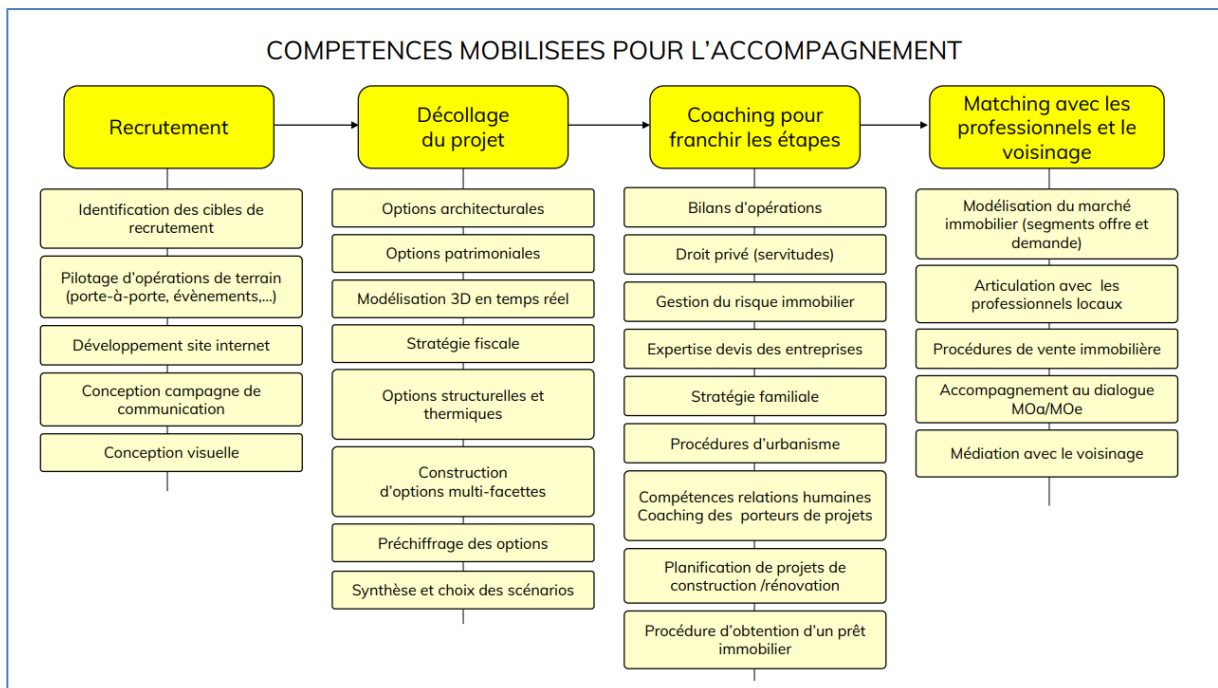 COMPETENCES MOBILISEES POUR L'ACCOMPAGNEMENT
Recrutement
Identification des cibles de
recrutement
Pilotage d'opérations de terrain
(porte-à-porte, évènements,...)
Développement site internet
Conception campagne de
communication
Conception visuelle
Décollage
du projet
Options architecturales
Options patrimoniales
Modélisation 3D en temps réel
Stratégie fiscale
Options structurelles et
thermiques
Construction
d'options multi-facettes
Préchiffrage des options
Synthèse et choix des scénarios
Coaching pour
franchir les étapes
Bilans d'opérations
Droit privé (servitudes)
Gestion du risque immobilier
Expertise devis des entreprises
Stratégie familiale
Procédures d'urbanisme
Compétences relations humaines
Coaching des porteurs de projets
Planification de projets de
construction /rénovation
Procédure d'obtention d'un prêt
immobilier
Matching avec les
professionnels et le
voisinage
Modélisation du marché
immobilier (segments offre et
demande)
Articulation avec les
professionnels locaux
Procédures de vente immobilière
Accompagnement au dialogue
MOa/MOe
Médiation avec le voisinage